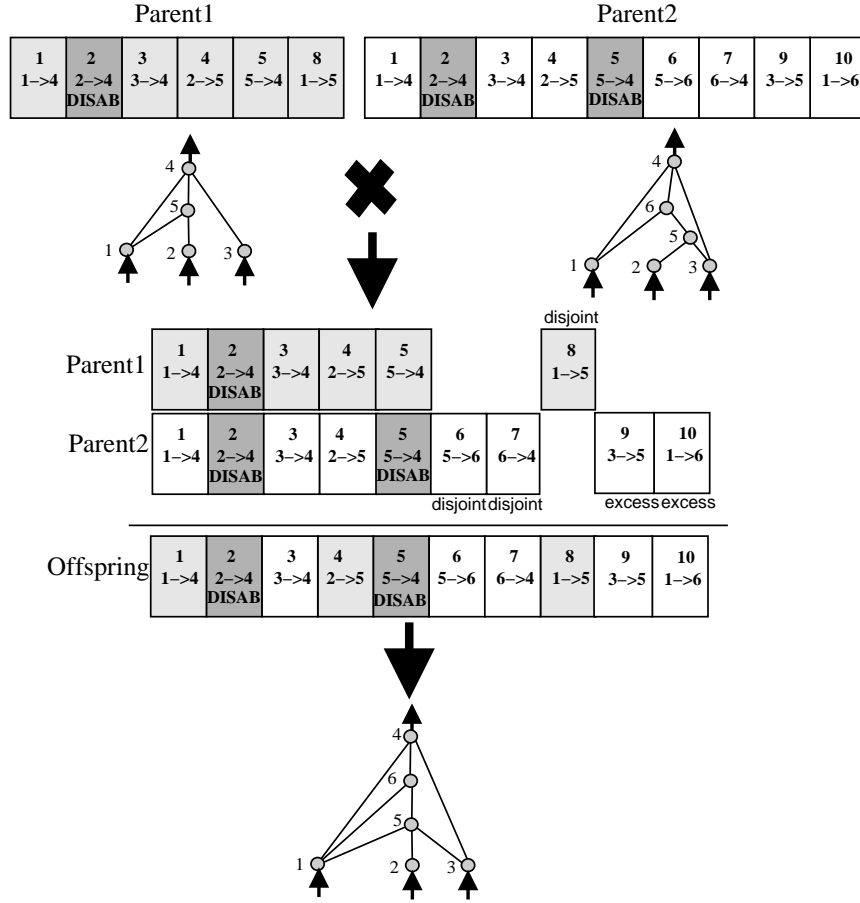 Parent1 Parent2
1 2 3 4 5 8 1 2 3 4 5 6 7 9 10
1->4 2->4 3->4 2->5 5->4 1->5 1->4 2->4 3->4 2->5 5->4 5->6 6->4 3->5 1->6
DISAB DISAB DISAB
4 4
5 6
5
1 2 3 1 2 3
disjoint
Parent1 1 2 3 4 5 8
1->4 2->4 3->4 2->5 5->4 1->5
DISAB
Parent2 1 2 3 4 5 6 7 9 10
1->4 2->4 3->4 2->5 5->4 5->6 6->4 3->5 1->6
DISAB DISAB
disjoint disjoint excess excess
Offspring 1 2 3 4 5 6 7 8 9 10
1->4 2->4 3->4 2->5 5->4 5->6 6->4 1->5 3->5 1->6
DISAB DISAB
4
6
5
1 2 3